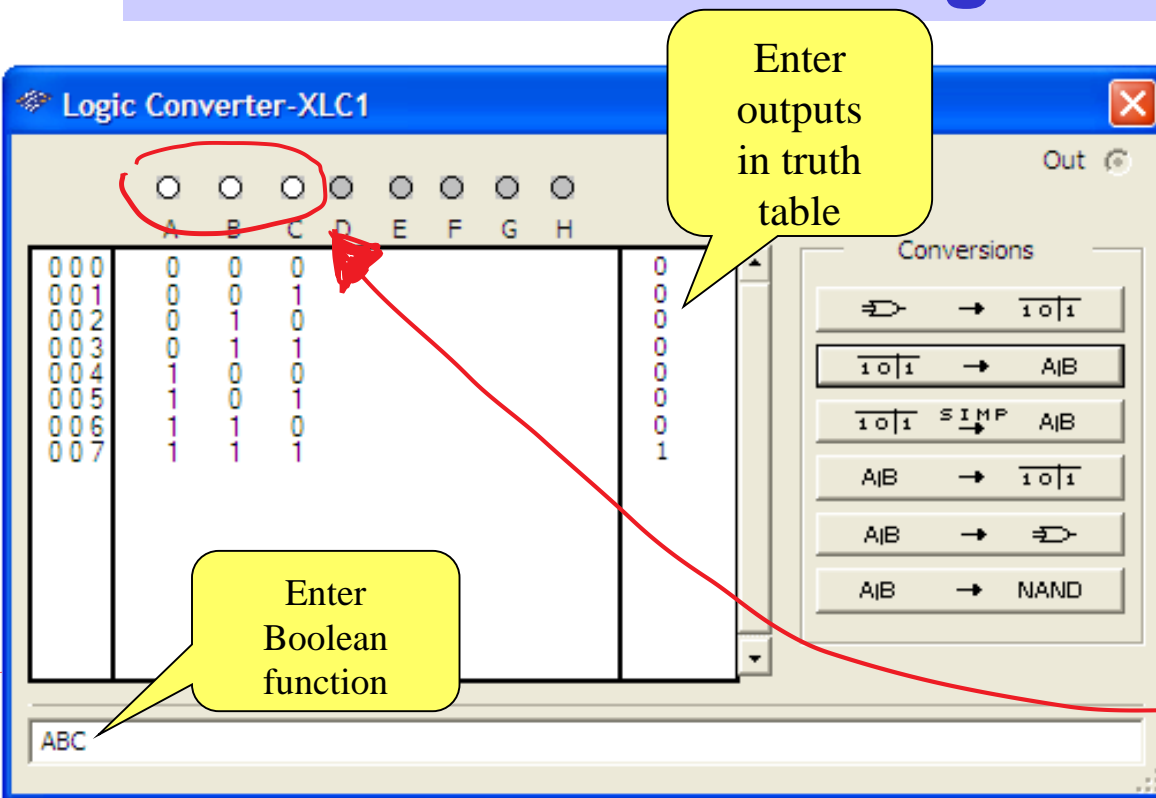 Logic Converter-XLC1
Enter
outputs
in truth
table
Out
A B C D E F G H
000 0 0 0 0
001 0 0 1 0
002 0 1 0 0
003 0 1 1 0
004 1 0 0 0
005 1 0 1 0
006 1 1 0 0
007 1 1 1 1
Conversions
→ 1 0 1
1 0 1 → A|B
1 0 1 SIMP → A|B
A|B → 1 0 1
A|B →
A|B → NAND
Enter
Boolean
function
ABC